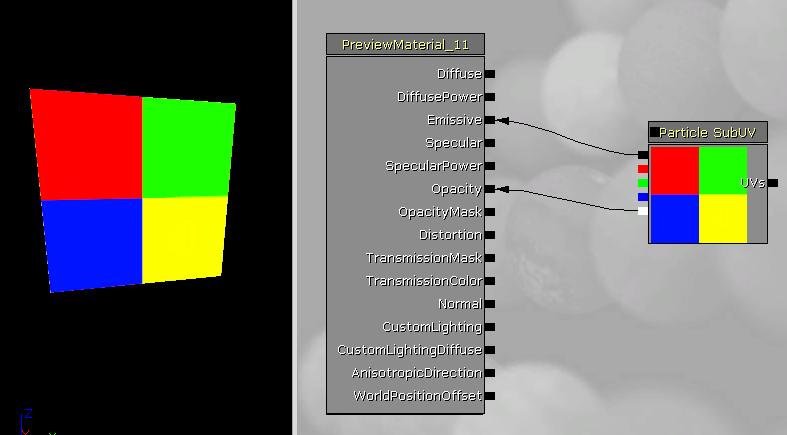 PreviewMaterial_11
Diffuse
DiffusePower
Emissive
Specular
SpecularPower
Opacity
OpacityMask
Distortion
TransmissionMask
TransmissionColor
Normal
CustomLighting
CustomLightingDiffuse
AnisotropicDirection
WorldPositionOffset
Particle SubUV
UVs
Z